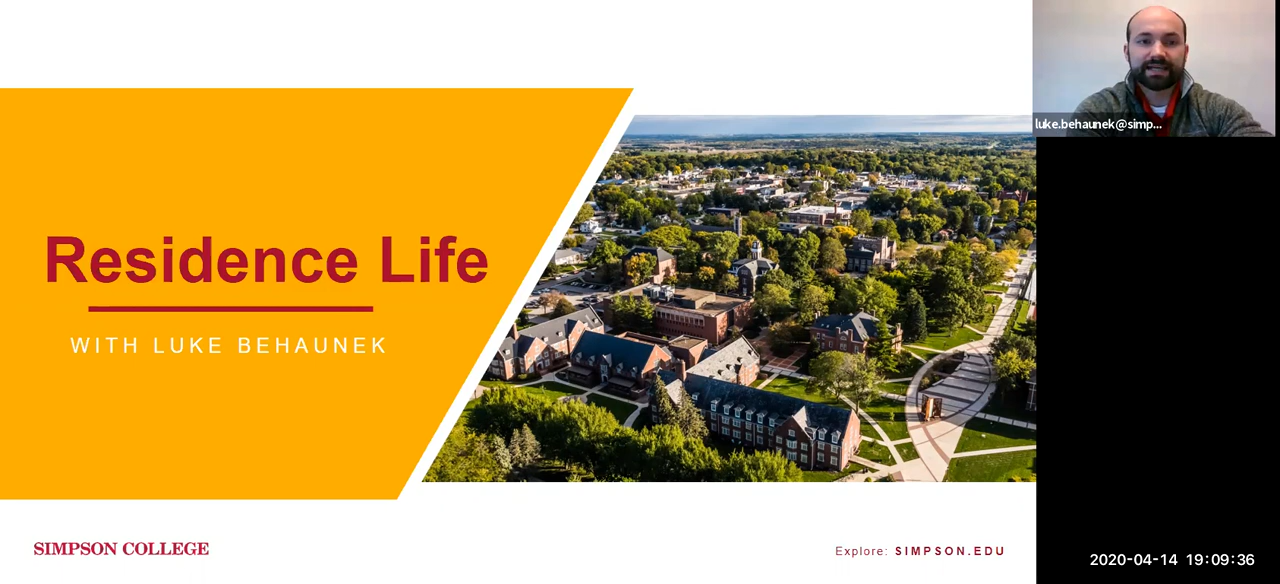 Residence Life
WITH LUKE BEHAUNEK
SIMPSON COLLEGE
Explore: SIMPSON.EDU
luke.behaunek@simp...
2020-04-14 19:09:36